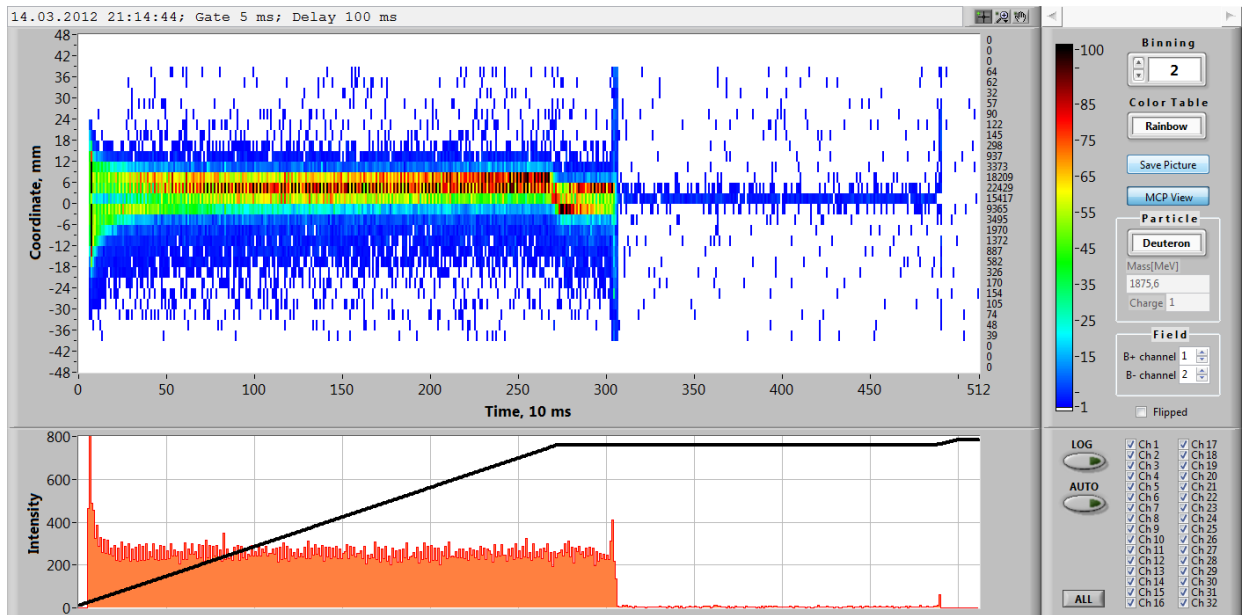 14.03.2012 21:14:44; Gate 5 ms; Delay 100 ms
48
42
36
30
24
18
12
6
0
-6
-12
-18
-24
-30
-36
-42
-48
Coordinate, mm
0
0
0
64
62
32
57
90
122
145
298
937
3373
18209
22429
15417
9365
3495
1970
1372
887
582
326
170
154
105
74
48
39
0
0
0
0 50 100 150 200 250 300 350 400 450 512
Time, 10 ms
800
600
400
200
0
Intensity
100
85
75
65
55
45
35
25
15
1
Binning
2
Color Table
Rainbow
Save Picture
MCP View
Particle
Deuteron
Mass[MeV]
1875,6
Charge 1
Field
B+ channel 1
B- channel 2
Flipped
LOG
AUTO
ALL
Ch 1 Ch 17
Ch 2 Ch 18
Ch 3 Ch 19
Ch 4 Ch 20
Ch 5 Ch 21
Ch 6 Ch 22
Ch 7 Ch 23
Ch 8 Ch 24
Ch 9 Ch 25
Ch 10 Ch 26
Ch 11 Ch 27
Ch 12 Ch 28
Ch 13 Ch 29
Ch 14 Ch 30
Ch 15 Ch 31
Ch 16 Ch 32